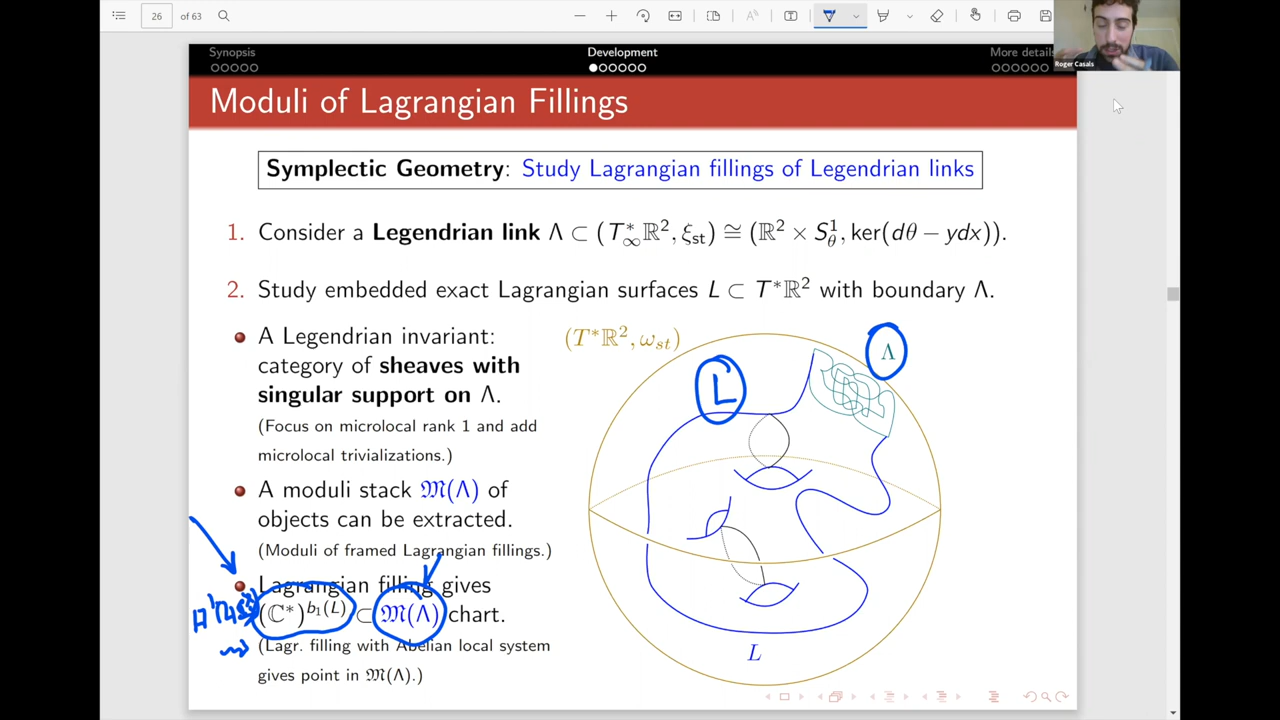 26 of 63
Roger Casals
Synopsis Development More details
Moduli of Lagrangian Fillings
Symplectic Geometry: Study Lagrangian fillings of Legendrian links
1. Consider a Legendrian link Λ ⊂ (T*∞ℝ², ξst) ≅ (ℝ² × S¹θ, ker(dθ − ydx)).
2. Study embedded exact Lagrangian surfaces L ⊂ T*ℝ² with boundary Λ.
A Legendrian invariant:
category of sheaves with
singular support on Λ.
(Focus on microlocal rank 1 and add
microlocal trivializations.)
A moduli stack 𝔐(Λ) of
objects can be extracted.
(Moduli of framed Lagrangian fillings.)
Lagrangian filling gives
(ℂ*)^b₁(L) ⊂ 𝔐(Λ) chart.
(Lagr. filling with Abelian local system
gives point in 𝔐(Λ).)
(T*ℝ², ωst)
L
Λ
L